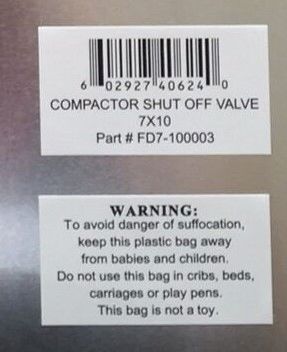 6 02927 40624 0
COMPACTOR SHUT OFF VALVE
7X10
Part # FD7-100003
WARNING:
To avoid danger of suffocation,
keep this plastic bag away
from babies and children.
Do not use this bag in cribs, beds,
carriages or play pens.
This bag is not a toy.